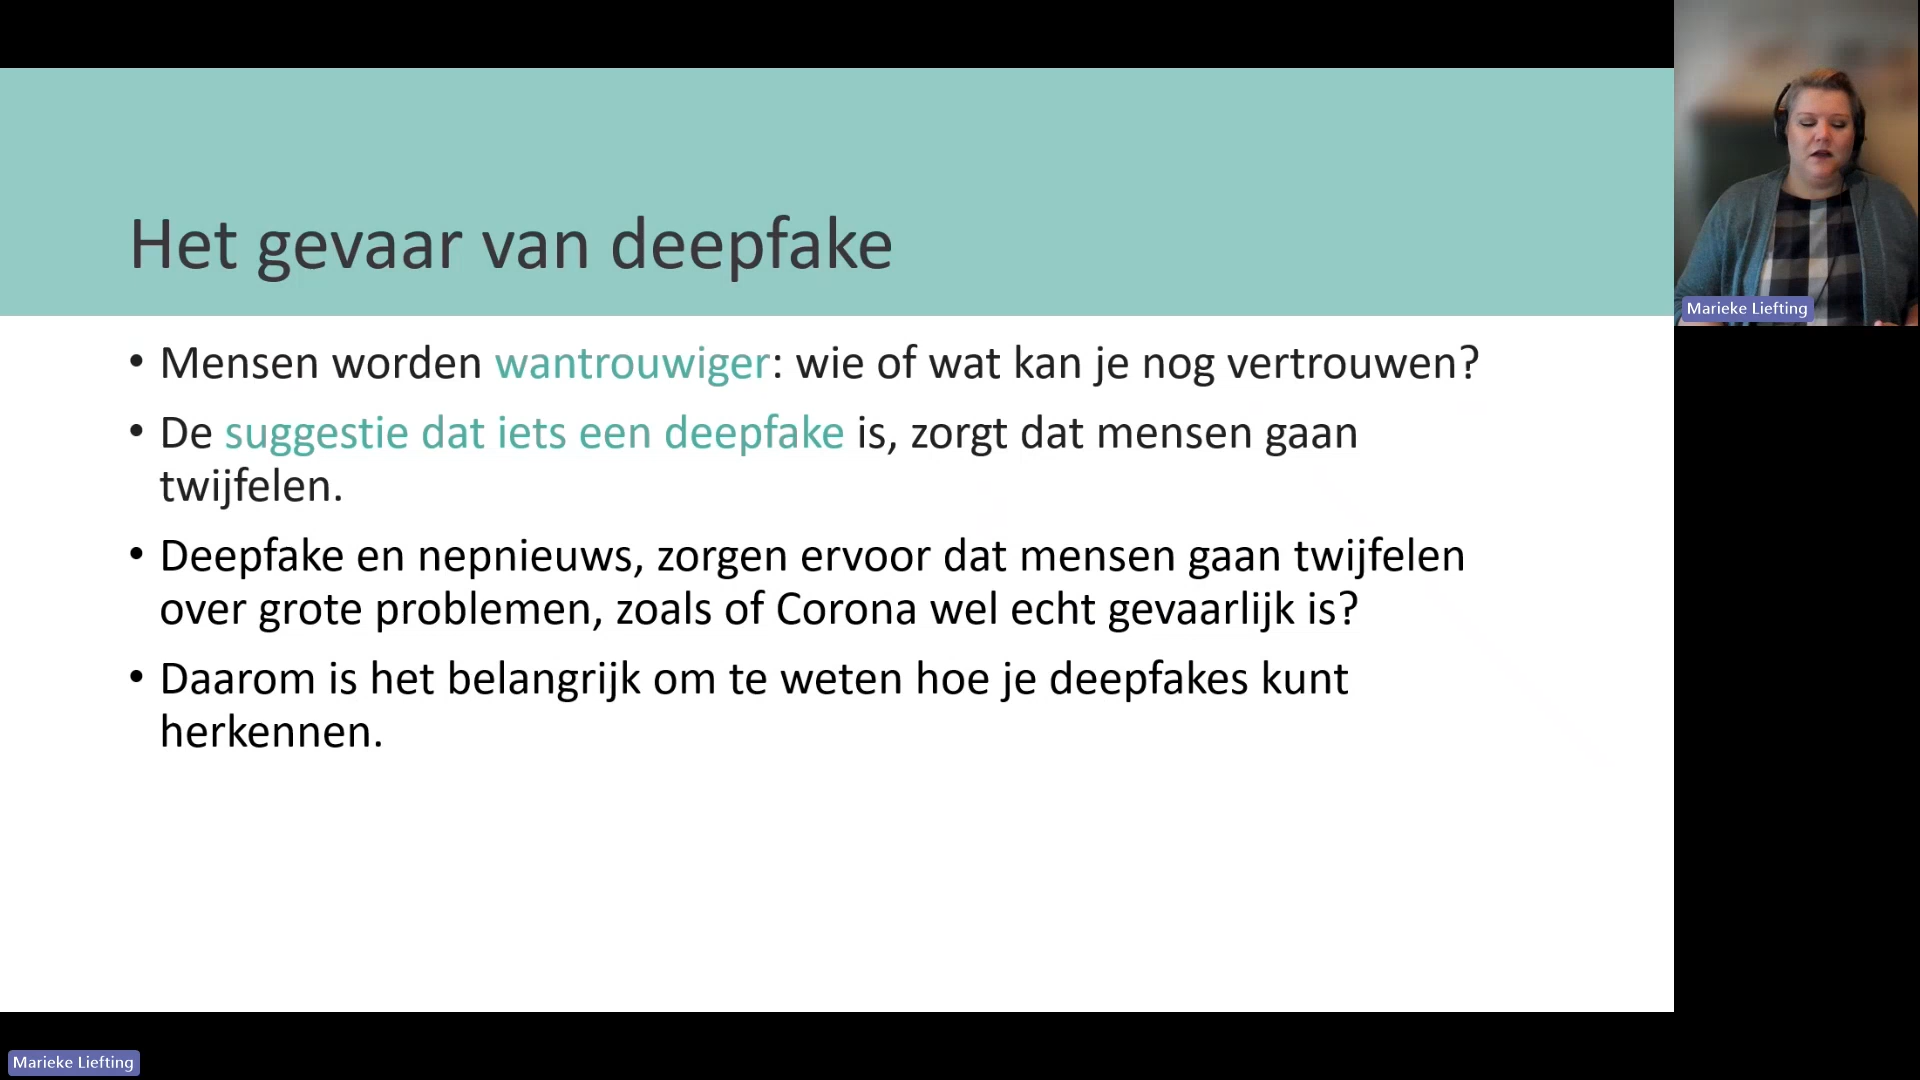 Het gevaar van deepfake
• Mensen worden wantrouwiger: wie of wat kan je nog vertrouwen?
• De suggestie dat iets een deepfake is, zorgt dat mensen gaan
twijfelen.
• Deepfake en nepnieuws, zorgen ervoor dat mensen gaan twijfelen
over grote problemen, zoals of Corona wel echt gevaarlijk is?
• Daarom is het belangrijk om te weten hoe je deepfakes kunt
herkennen.
Marieke Liefting
Marieke Liefting